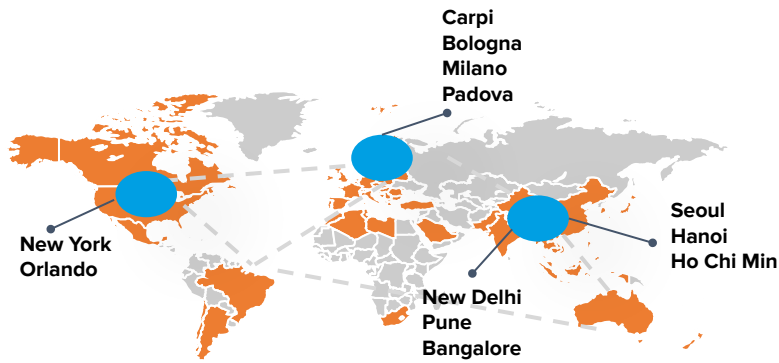 Carpi
Bologna
Milano
Padova
New York
Orlando
Seoul
Hanoi
Ho Chi Min
New Delhi
Pune
Bangalore